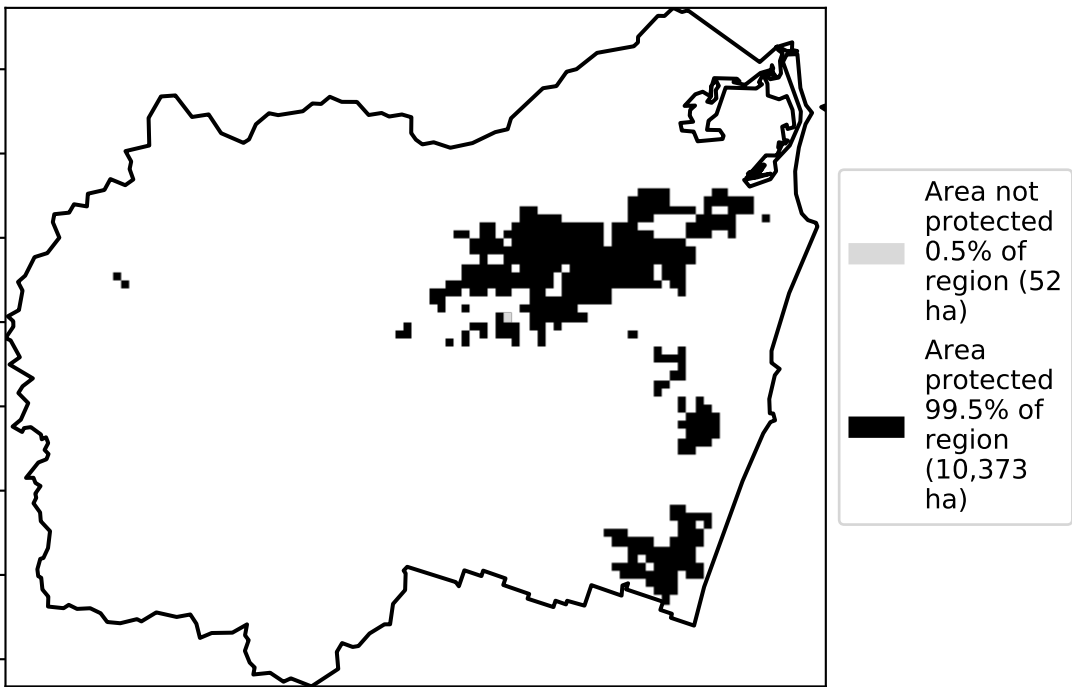 Area not
protected
0.5% of
region (52
ha)
Area
protected
99.5% of
region
(10,373
ha)